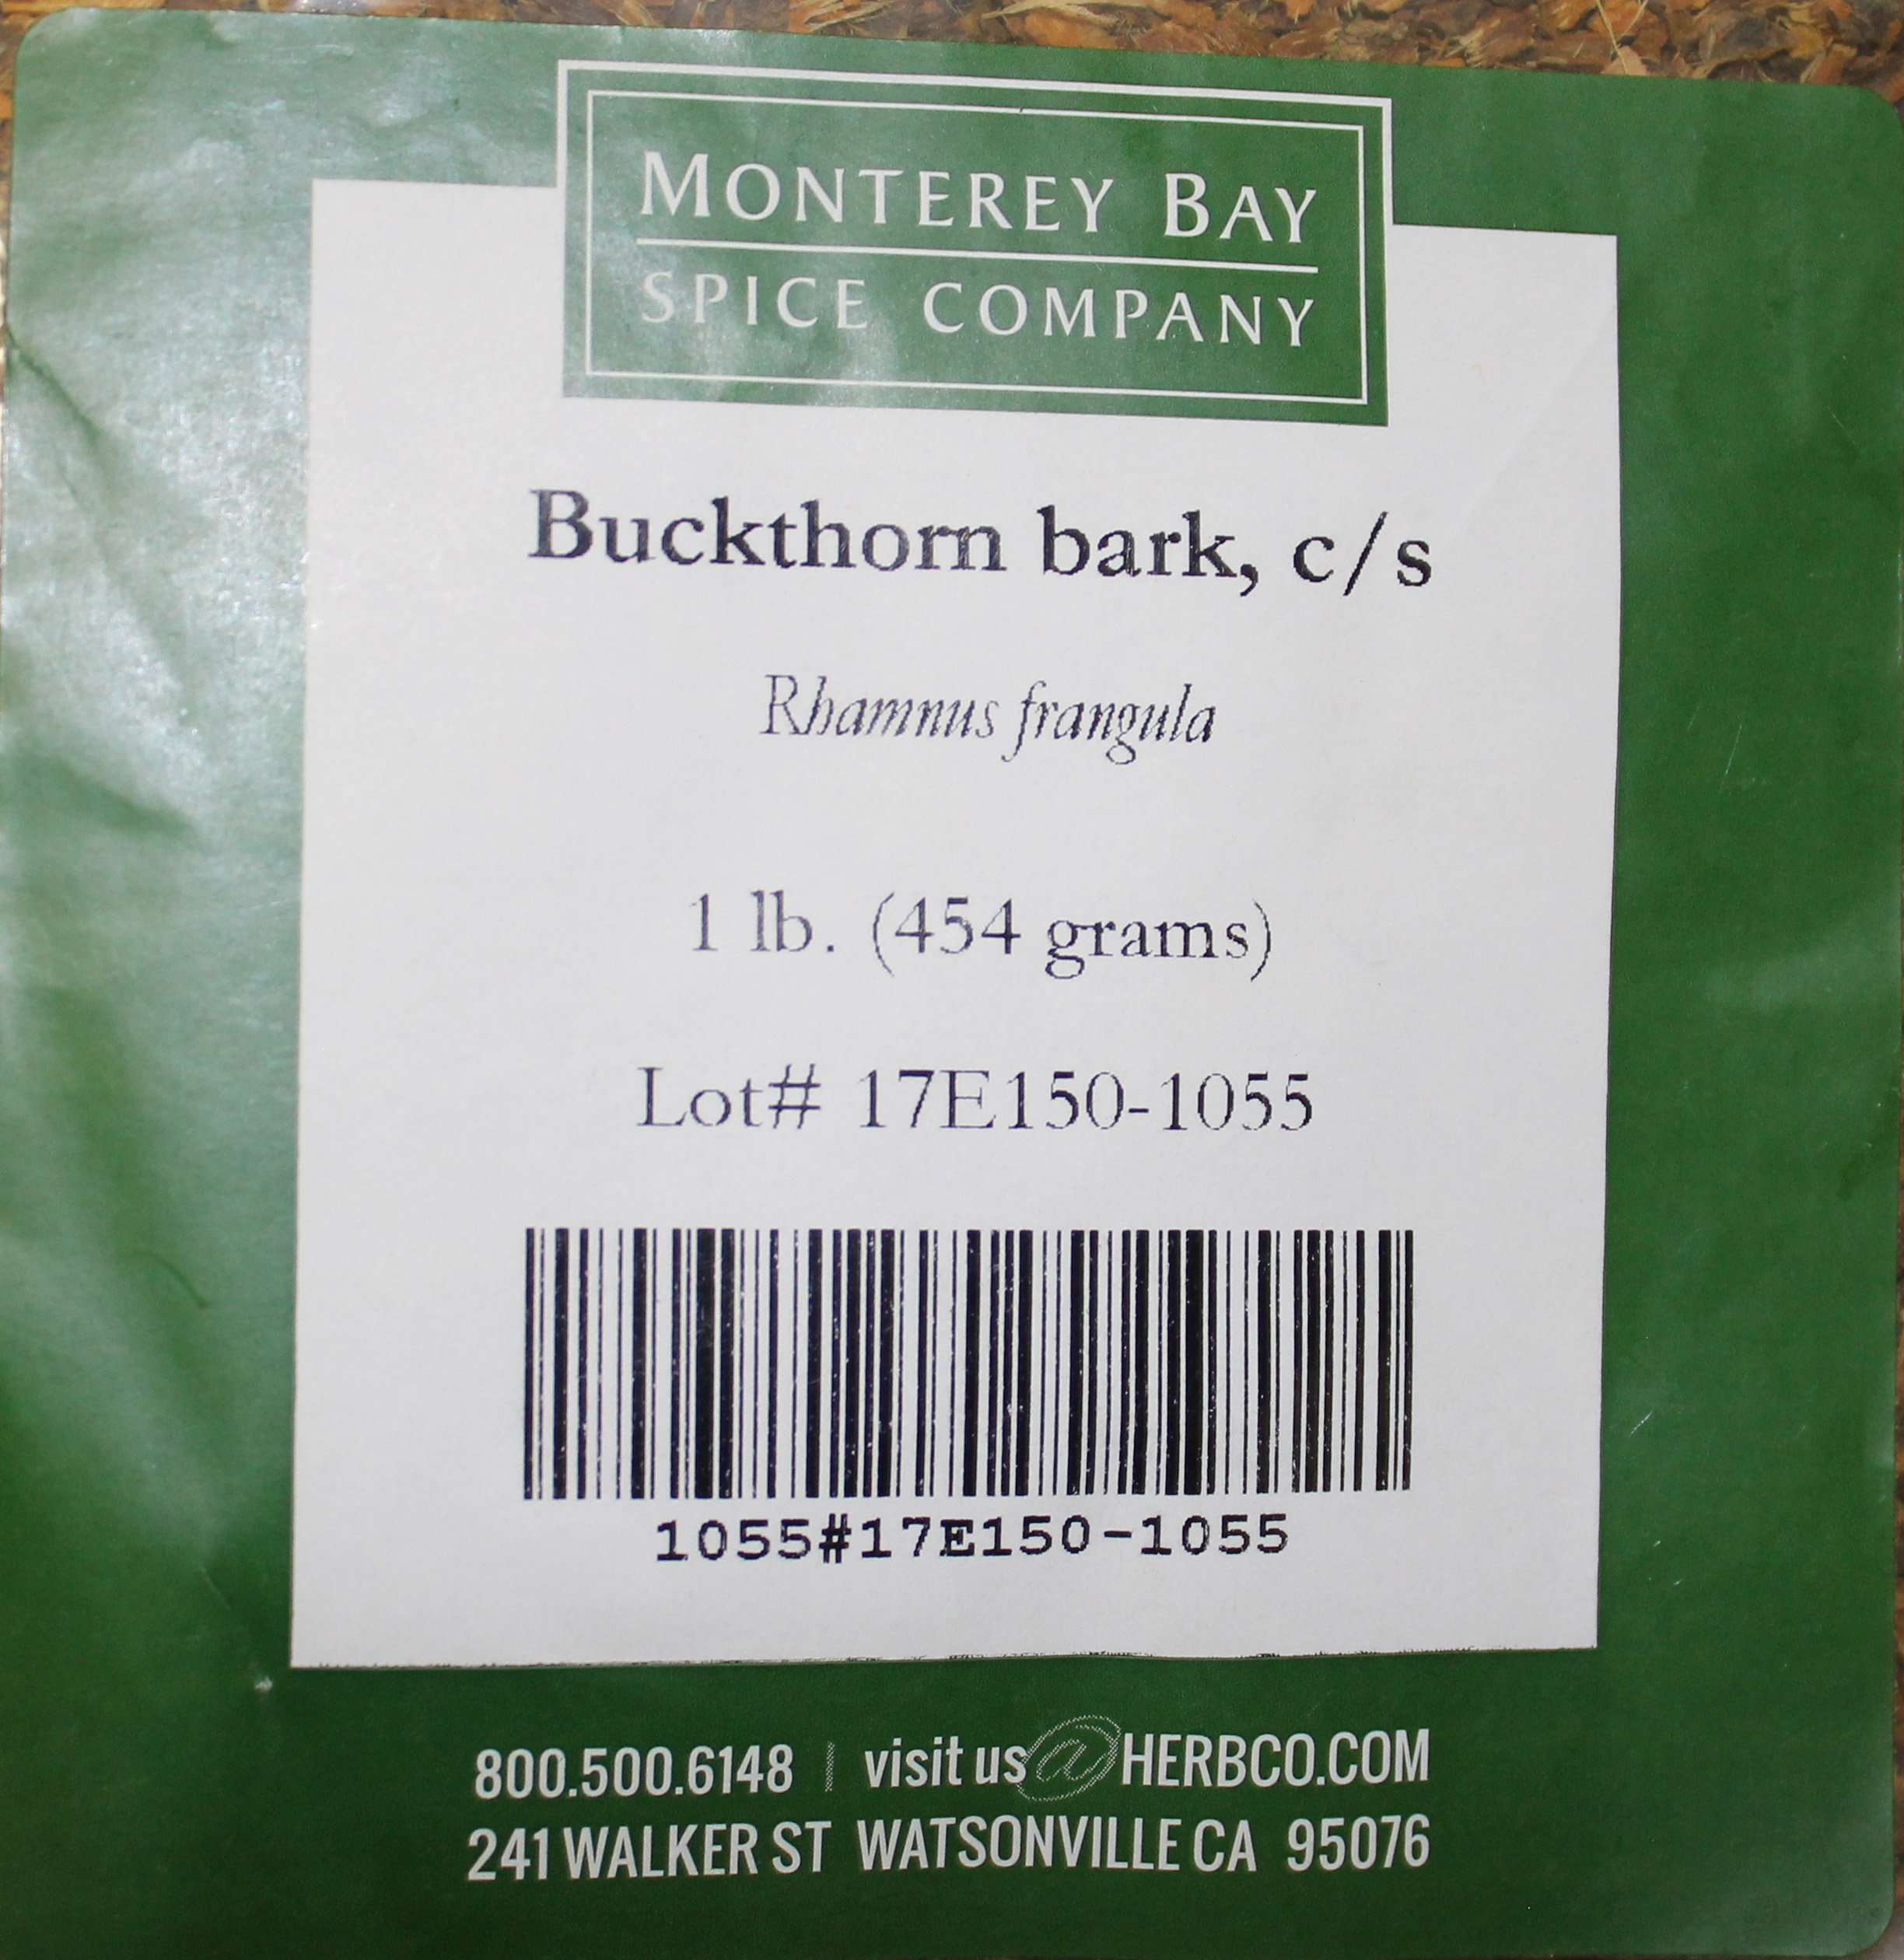 MONTEREY BAY
SPICE COMPANY
Buckthorn bark, c/s
Rhamnus frangula
1 lb. (454 grams)
Lot# 17E150-1055
1055#17E150-1055
800.500.6148 | visit us@HERBCO.COM
241 WALKER ST WATSONVILLE CA 95076